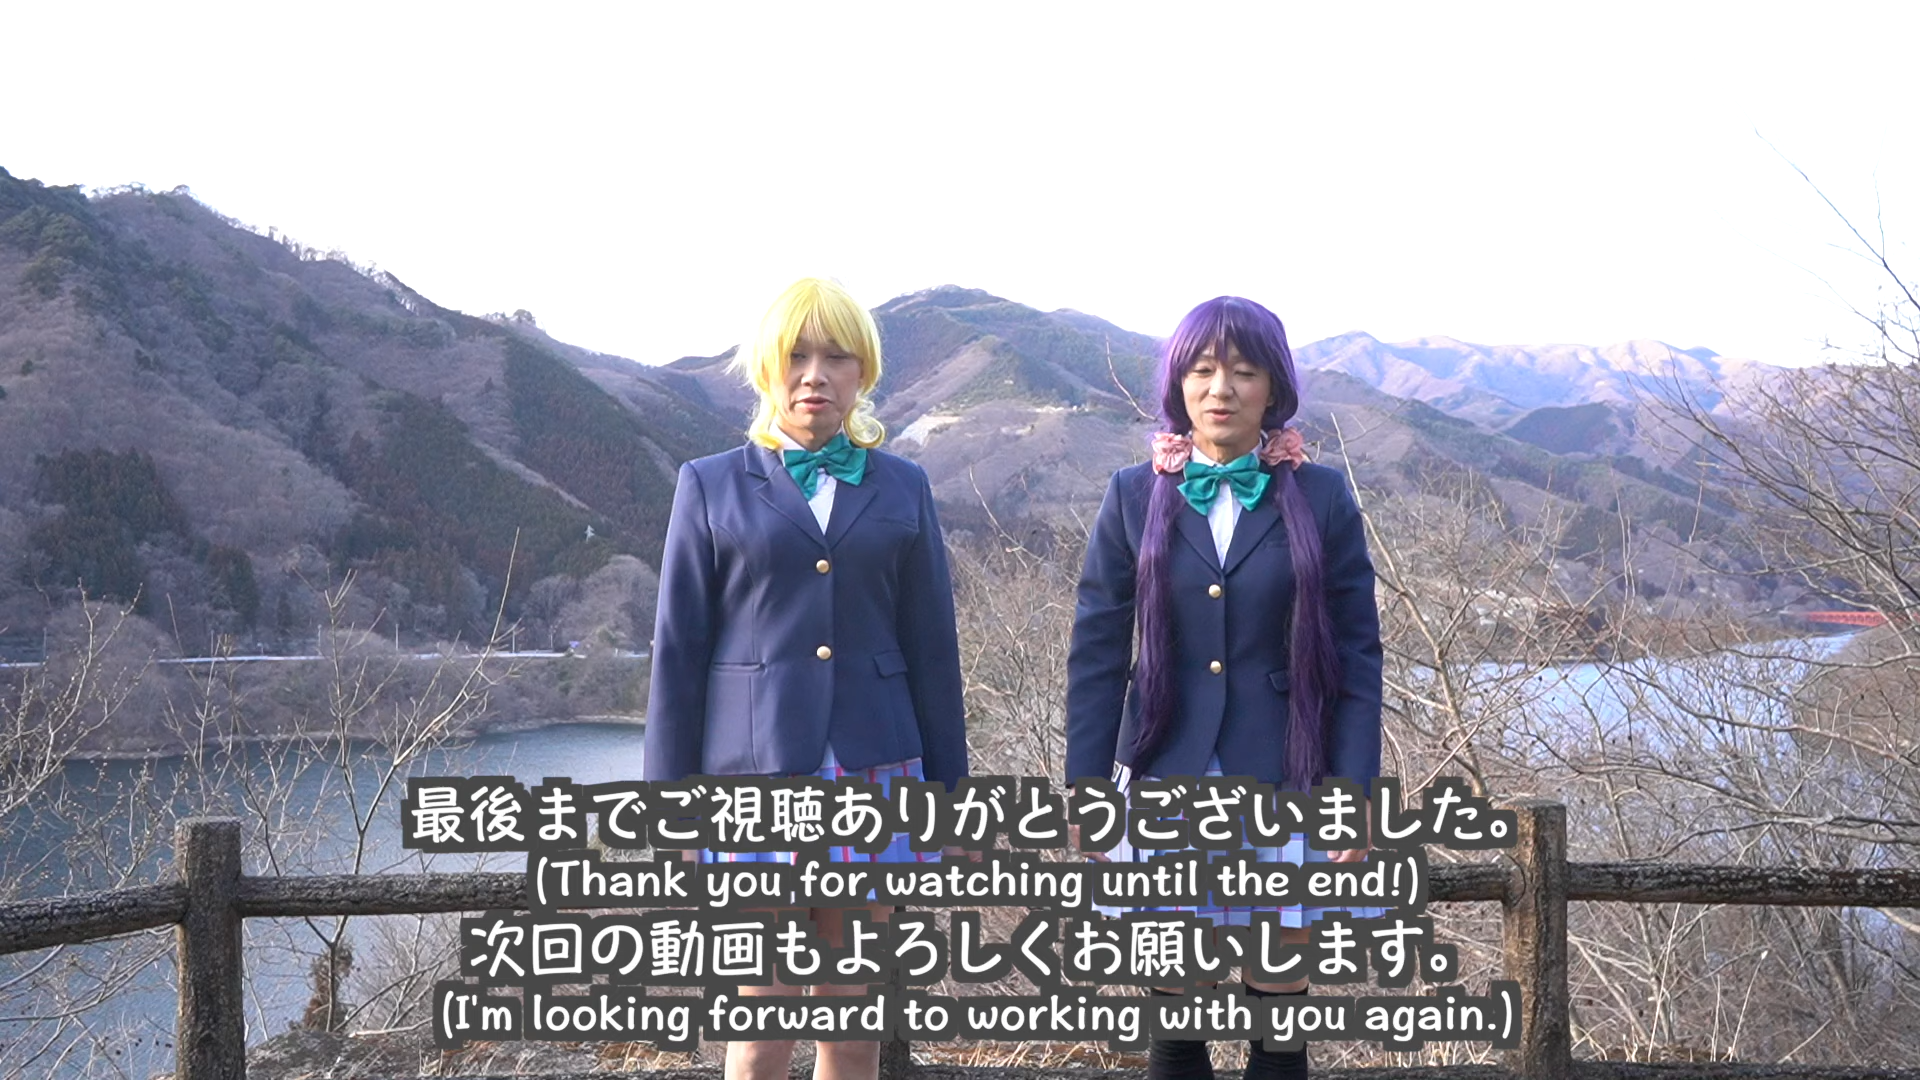 最後までご視聴ありがとうございました。
(Thank you for watching until the end!)
次回の動画もよろしくお願いします。
(I'm looking forward to working with you again.)